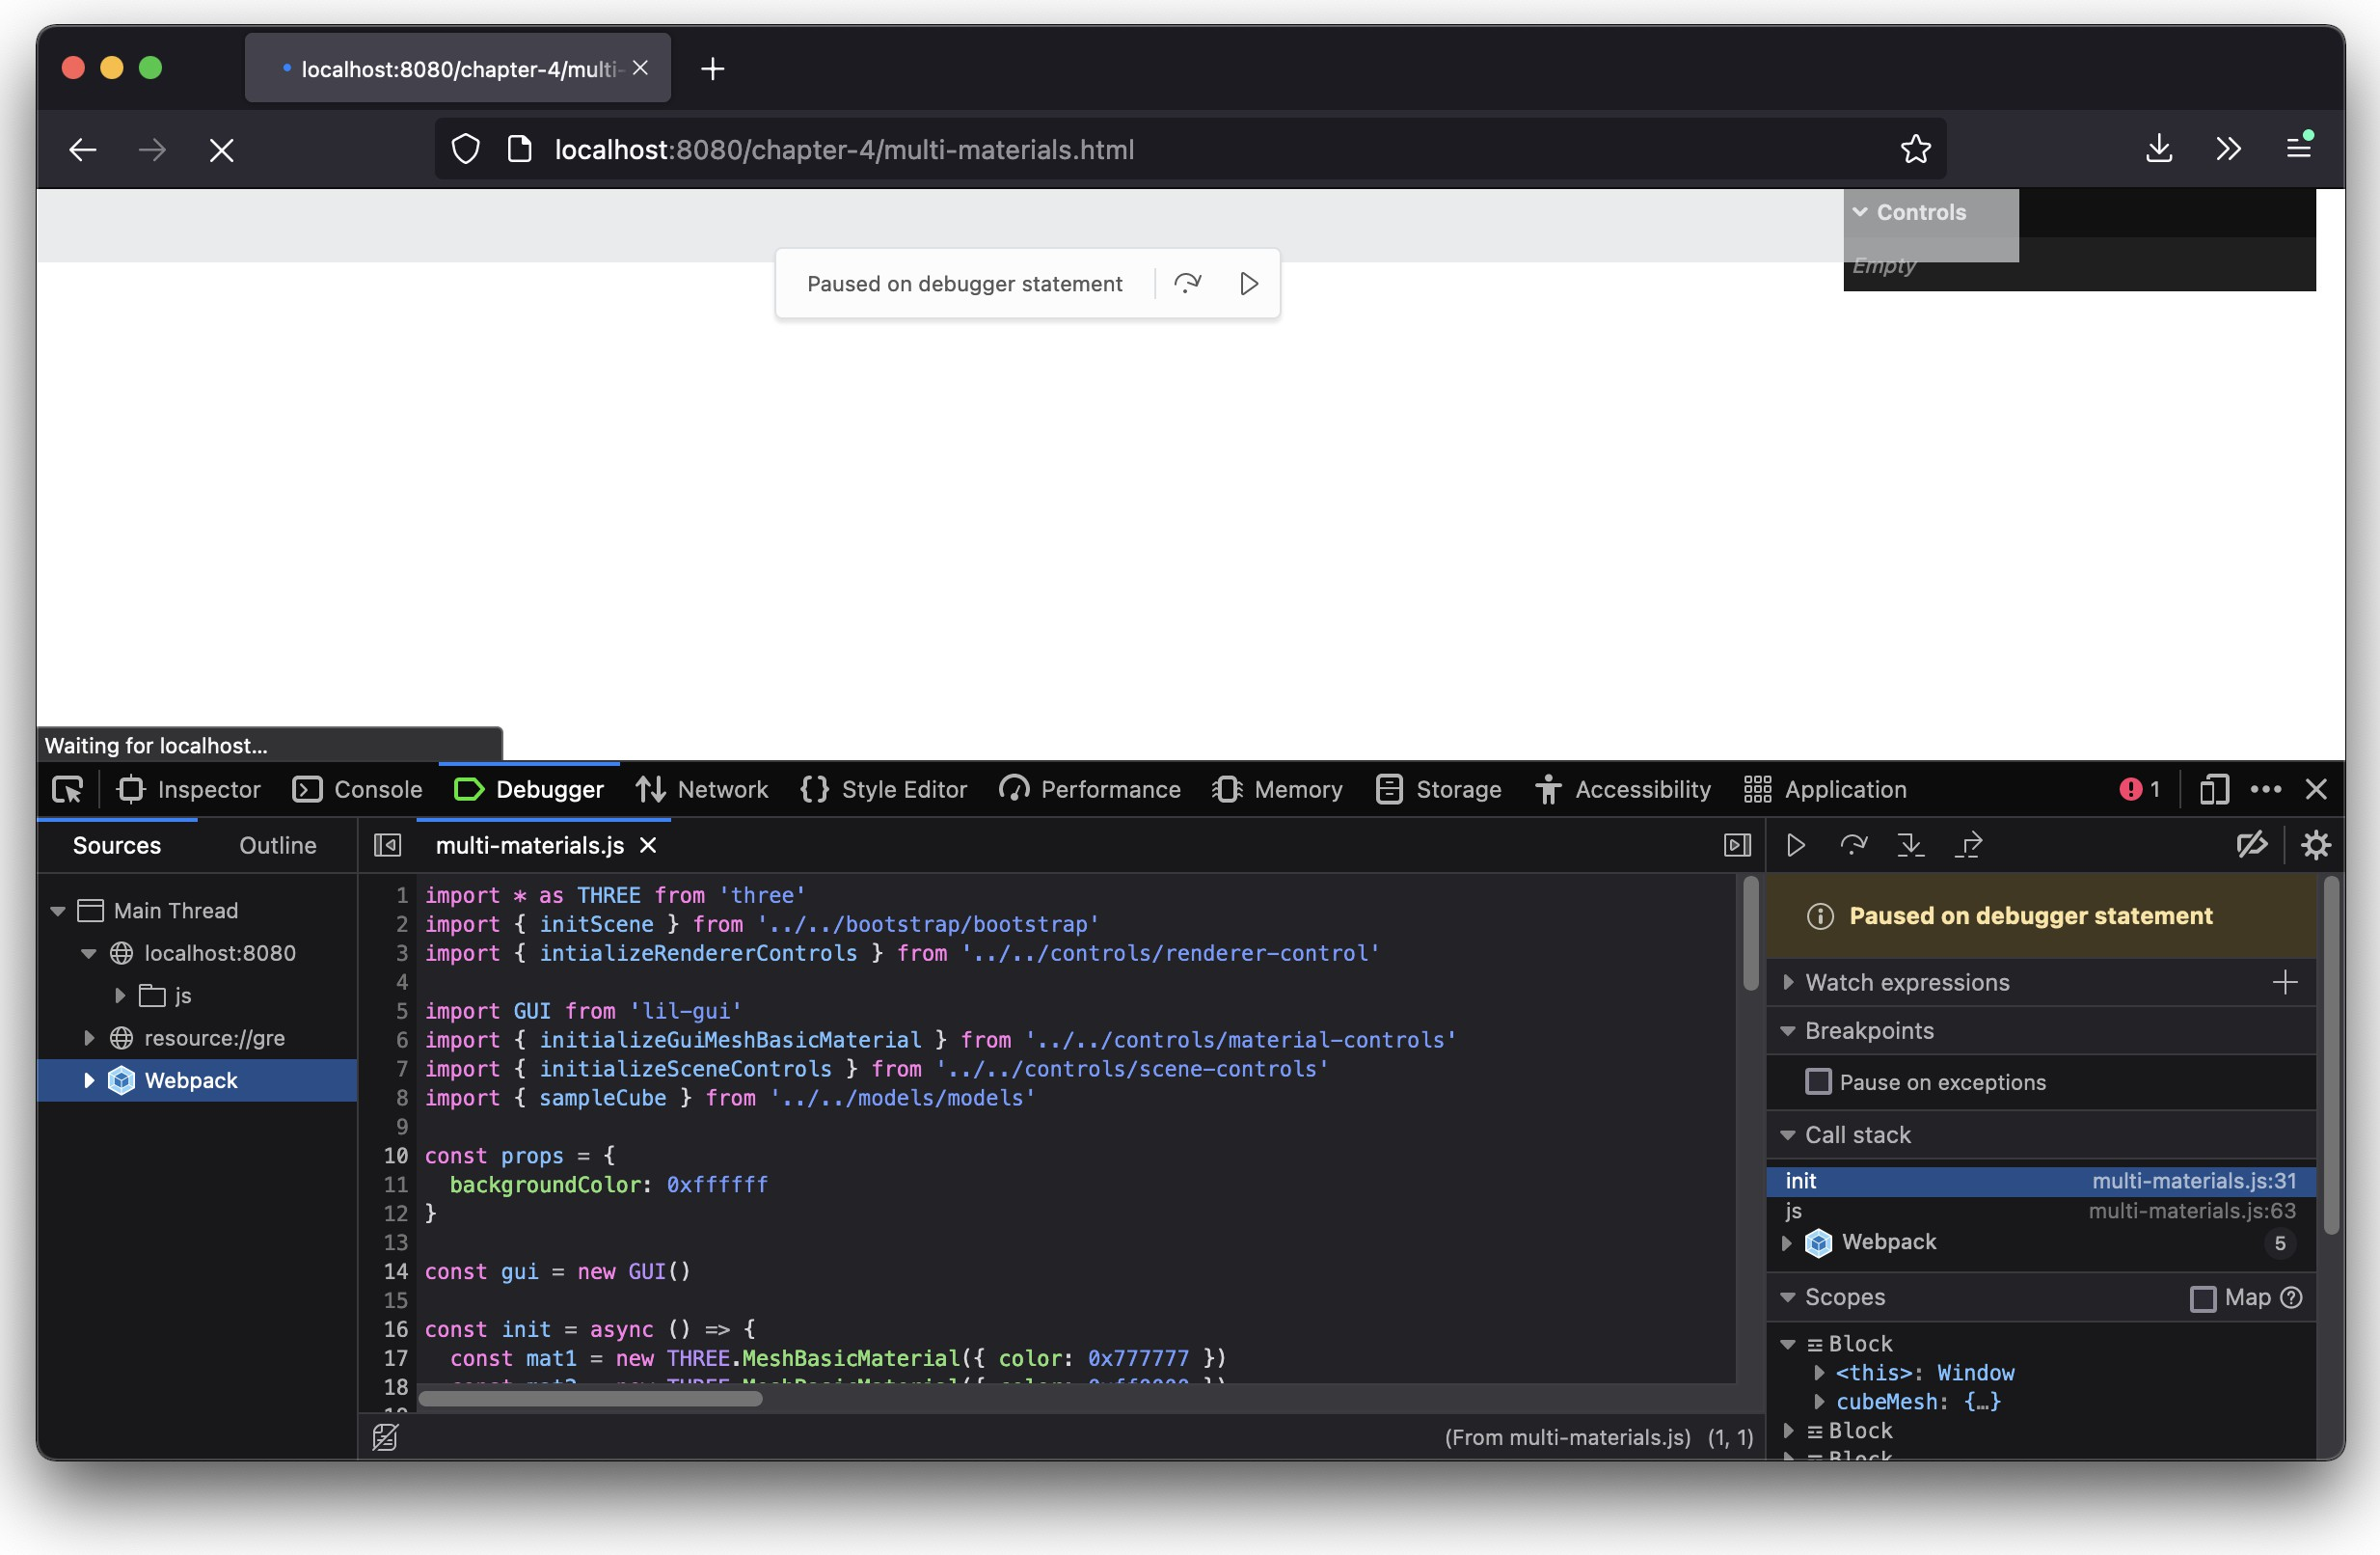 localhost:8080/chapter-4/multi-
localhost:8080/chapter-4/multi-materials.html
Controls
Empty
Paused on debugger statement
Waiting for localhost...
Inspector Console Debugger Network Style Editor Performance Memory Storage Accessibility Application 1
Sources Outline
multi-materials.js
Main Thread
localhost:8080
js
resource://gre
Webpack
1 import * as THREE from 'three'
2 import { initScene } from '../../bootstrap/bootstrap'
3 import { intializeRendererControls } from '../../controls/renderer-control'
4
5 import GUI from 'lil-gui'
6 import { initializeGuiMeshBasicMaterial } from '../../controls/material-controls'
7 import { initializeSceneControls } from '../../controls/scene-controls'
8 import { sampleCube } from '../../models/models'
9
10 const props = {
11 backgroundColor: 0xffffff
12 }
13
14 const gui = new GUI()
15
16 const init = async () => {
17 const mat1 = new THREE.MeshBasicMaterial({ color: 0x777777 })
18
(From multi-materials.js) (1, 1)
Paused on debugger statement
Watch expressions
Breakpoints
Pause on exceptions
Call stack
init multi-materials.js:31
js multi-materials.js:63
Webpack 5
Scopes Map
Block
<this>: Window
cubeMesh: {…}
Block
Block